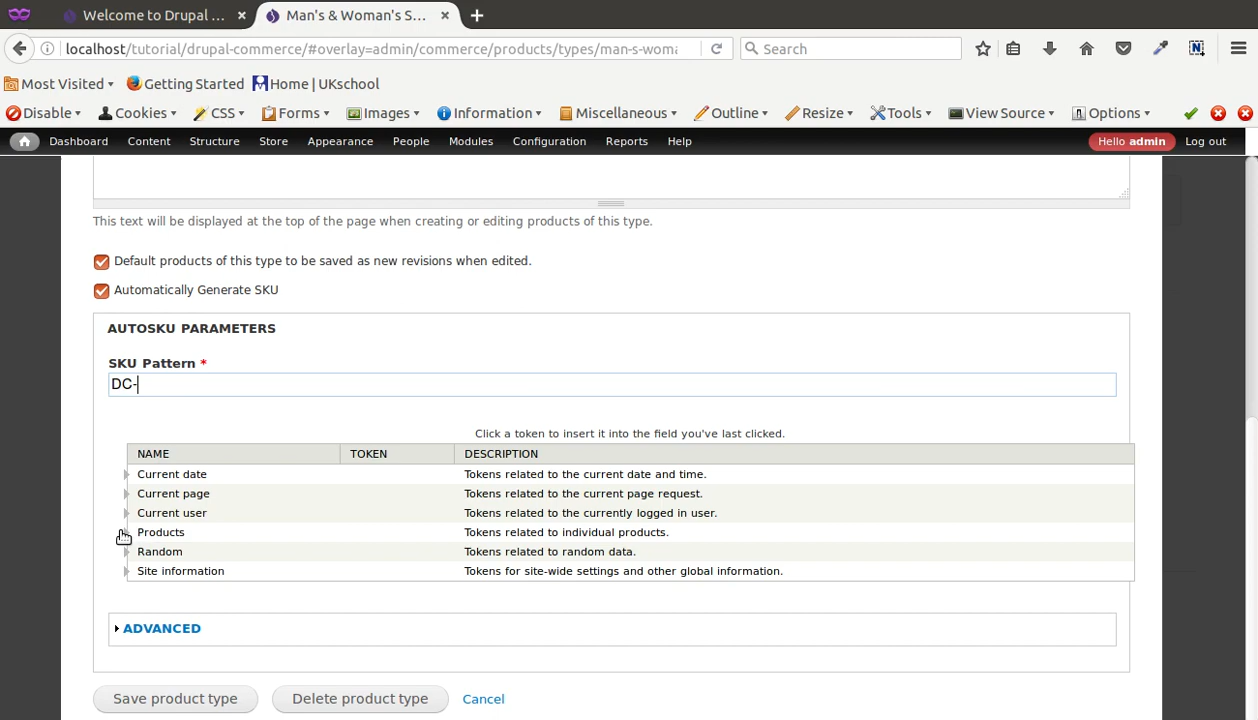 Welcome to Drupal ... × Man's & Woman's S... × +
localhost/tutorial/drupal-commerce/#overlay=admin/commerce/products/types/man-s-woma Search
Most Visited Getting Started Home | UKschool
Disable Cookies CSS Forms Images Information Miscellaneous Outline Resize Tools View Source Options
Dashboard Content Structure Store Appearance People Modules Configuration Reports Help Hello admin Log out
This text will be displayed at the top of the page when creating or editing products of this type.
Default products of this type to be saved as new revisions when edited.
Automatically Generate SKU
AUTOSKU PARAMETERS
SKU Pattern *
DC-
Click a token to insert it into the field you've last clicked.
NAME TOKEN DESCRIPTION
Current date Tokens related to the current date and time.
Current page Tokens related to the current page request.
Current user Tokens related to the currently logged in user.
Products Tokens related to individual products.
Random Tokens related to random data.
Site information Tokens for site-wide settings and other global information.
ADVANCED
Save product type Delete product type Cancel